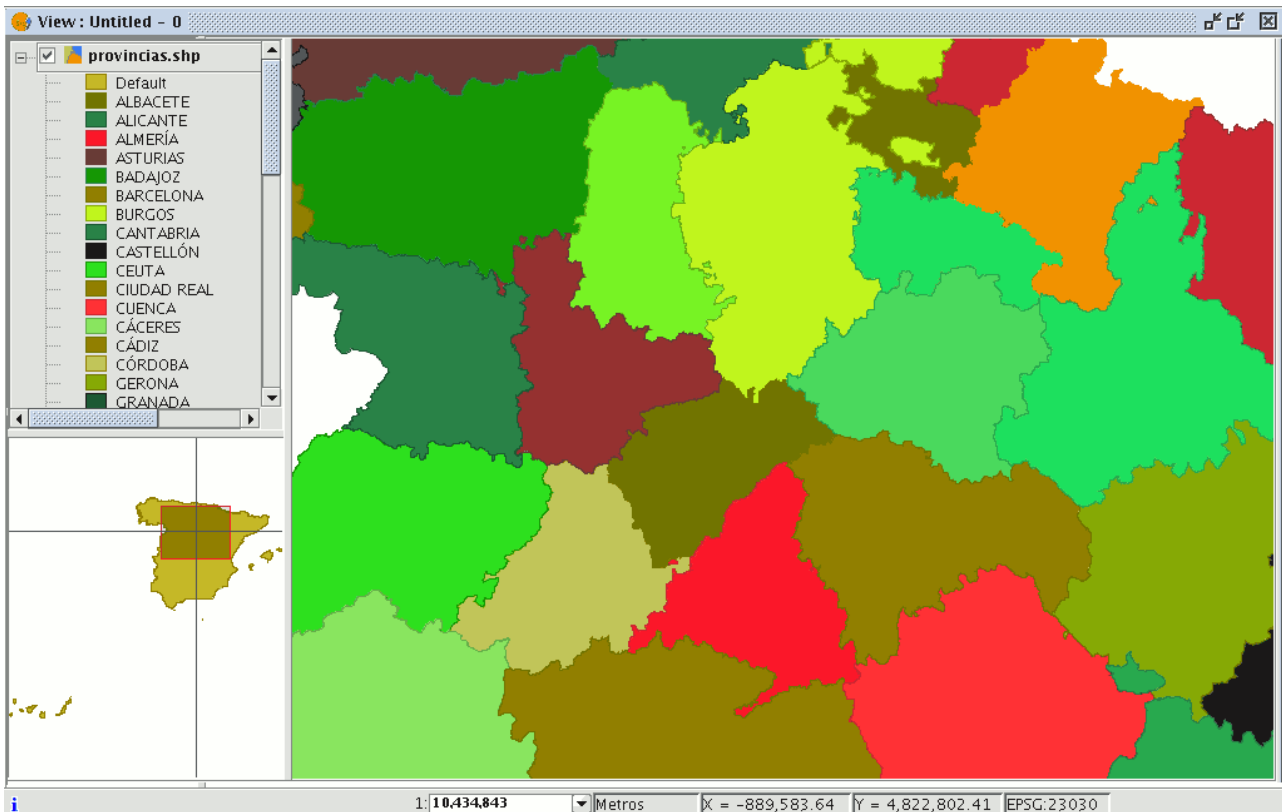 View : Untitled - 0
provincias.shp
Default
ALBACETE
ALICANTE
ALMERÍA
ASTURIAS
BADAJOZ
BARCELONA
BURGOS
CANTABRIA
CASTELLÓN
CEUTA
CIUDAD REAL
CUENCA
CÁCERES
CÁDIZ
CÓRDOBA
GERONA
GRANADA
i 1: 10,434,843 Metros X = -889,583.64 Y = 4,822,802.41 EPSG:23030